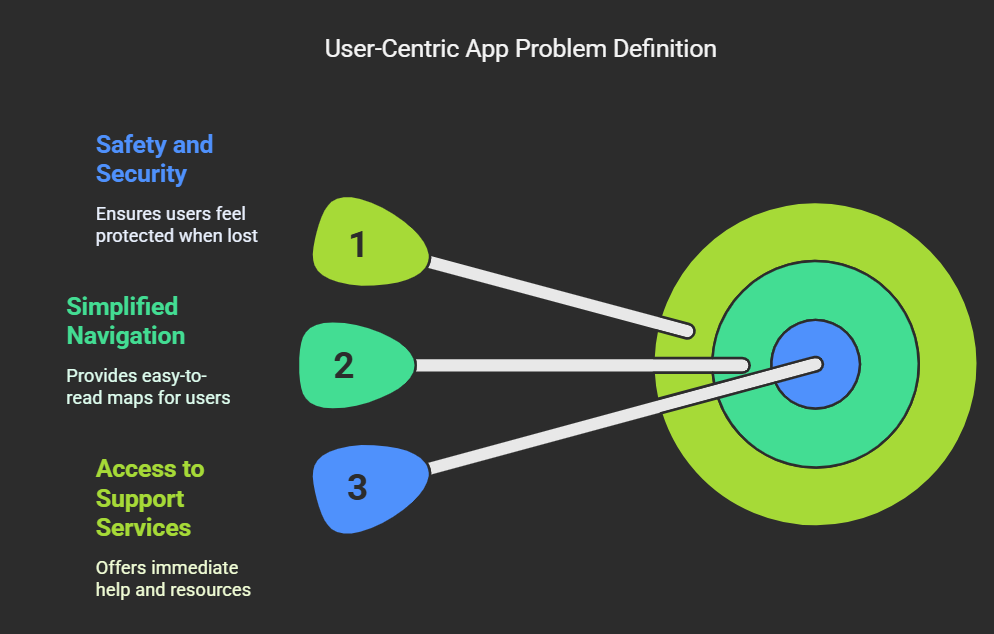 User-Centric App Problem Definition
Safety and
Security
Ensures users feel
protected when lost
1
Simplified
Navigation
Provides easy-to-
read maps for users
2
Access to
Support
Services
Offers immediate
help and resources
3